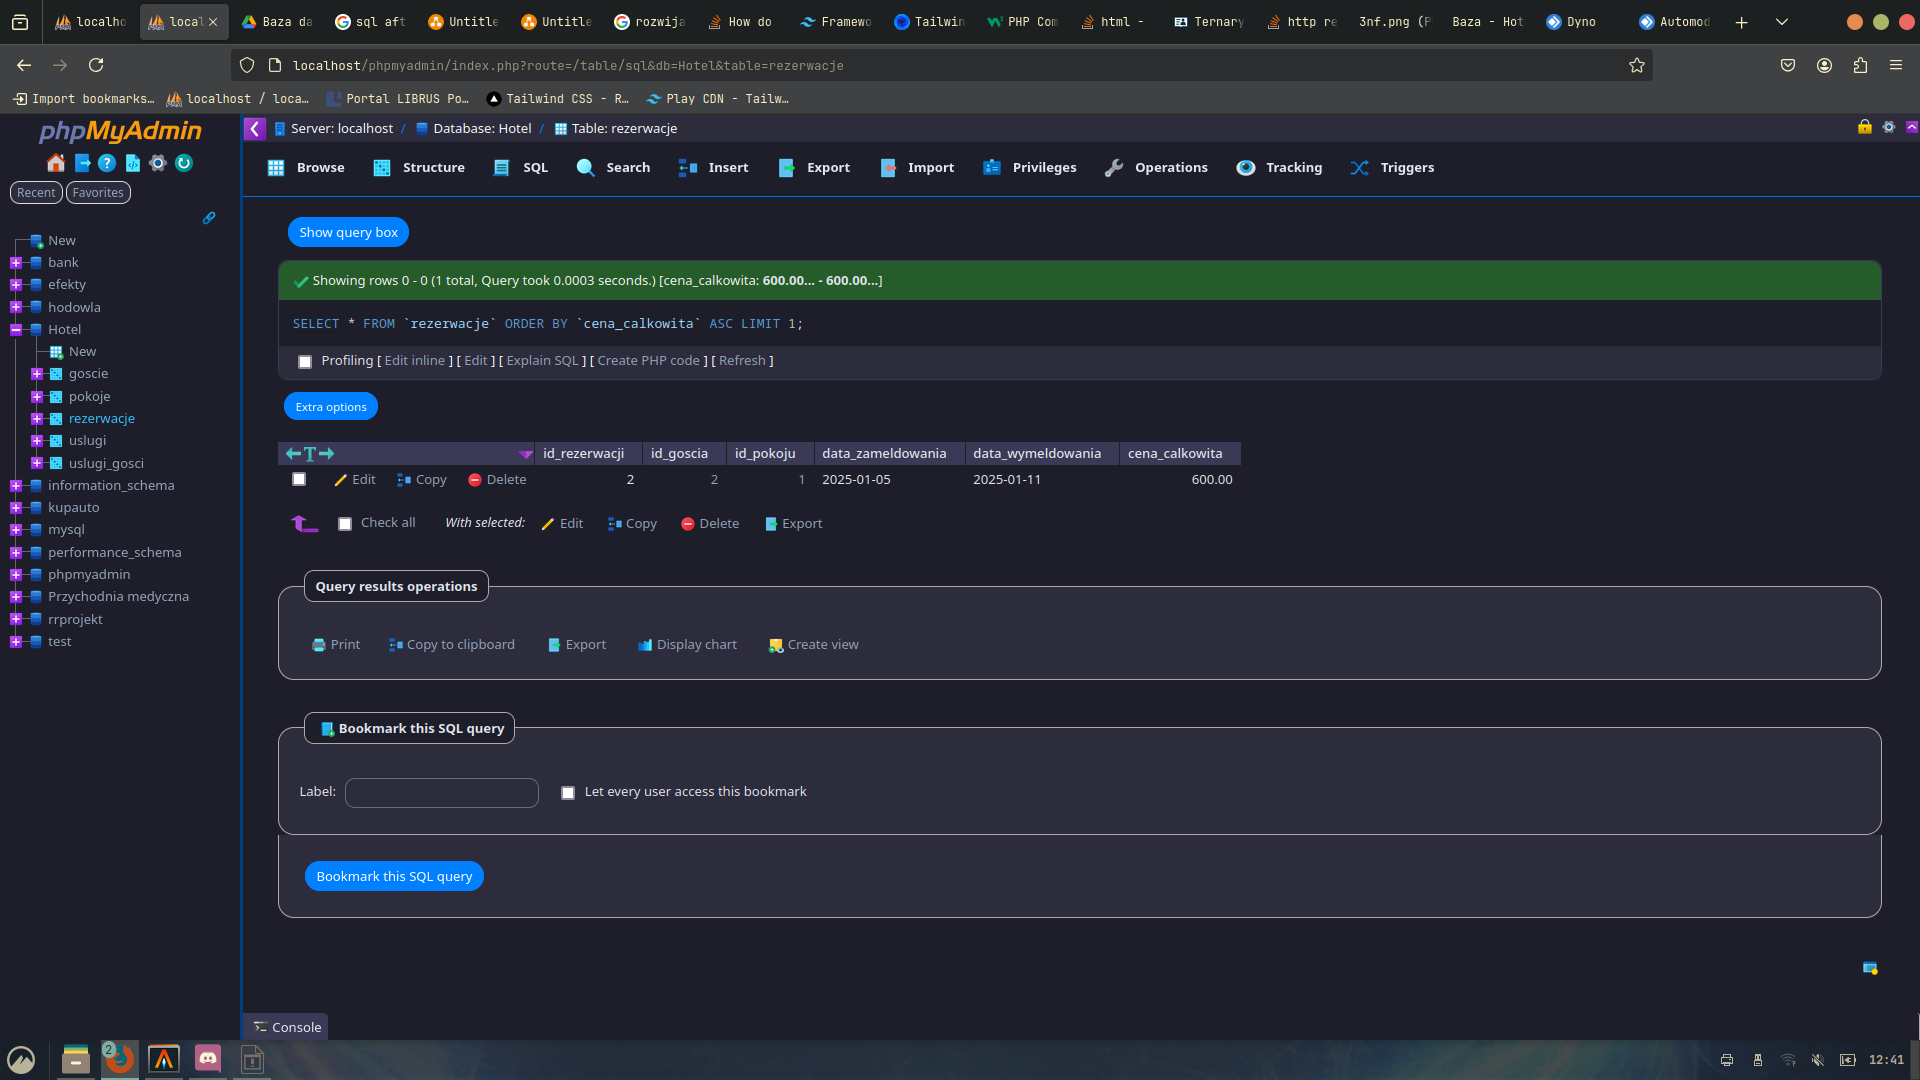 localho
local
Baza da
sql aft
Untitle
Untitle
rozwija
How do
Framewo
Tailwin
PHP Com
html -
Ternary
http re
3nf.png (P
Baza - Hot
Dyno
Automod
localhost/phpmyadmin/index.php?route=/table/sql&db=Hotel&table=rezerwacje
Import bookmarks...
localhost / loca...
Portal LIBRUS Po...
Tailwind CSS - R...
Play CDN - Tailw...
phpMyAdmin
Recent
Favorites
New
bank
efekty
hodowla
Hotel
New
goscie
pokoje
rezerwacje
uslugi
uslugi_gosci
information_schema
kupauto
mysql
performance_schema
phpmyadmin
Przychodnia medyczna
rrprojekt
test
Server: localhost / Database: Hotel / Table: rezerwacje
Browse
Structure
SQL
Search
Insert
Export
Import
Privileges
Operations
Tracking
Triggers
Show query box
Showing rows 0 - 0 (1 total, Query took 0.0003 seconds.) [cena_calkowita: 600.00... - 600.00...]
SELECT * FROM `rezerwacje` ORDER BY `cena_calkowita` ASC LIMIT 1;
Profiling [ Edit inline ] [ Edit ] [ Explain SQL ] [ Create PHP code ] [ Refresh ]
Extra options
T id_rezerwacji id_goscia id_pokoju data_zameldowania data_wymeldowania cena_calkowita
Edit Copy Delete 2 2 1 2025-01-05 2025-01-11 600.00
Check all With selected: Edit Copy Delete Export
Query results operations
Print Copy to clipboard Export Display chart Create view
Bookmark this SQL query
Label: Let every user access this bookmark
Bookmark this SQL query
Console
2
12:41